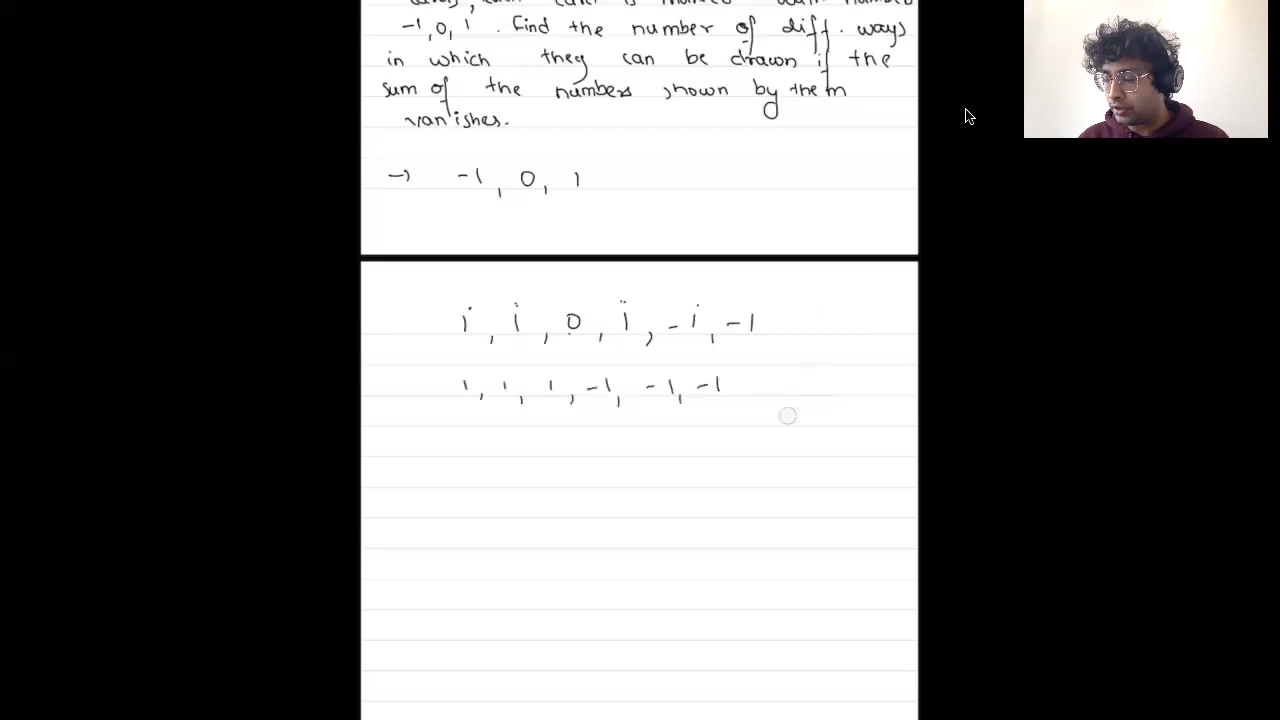 -1, 0, 1 . Find the number of diff. ways
in which they can be drawn if the
sum of the numbers shown by them
vanishes.
→ -1, 0, 1
1, 1, 0, 1, -1, -1
1, 1, 1, -1, -1, -1